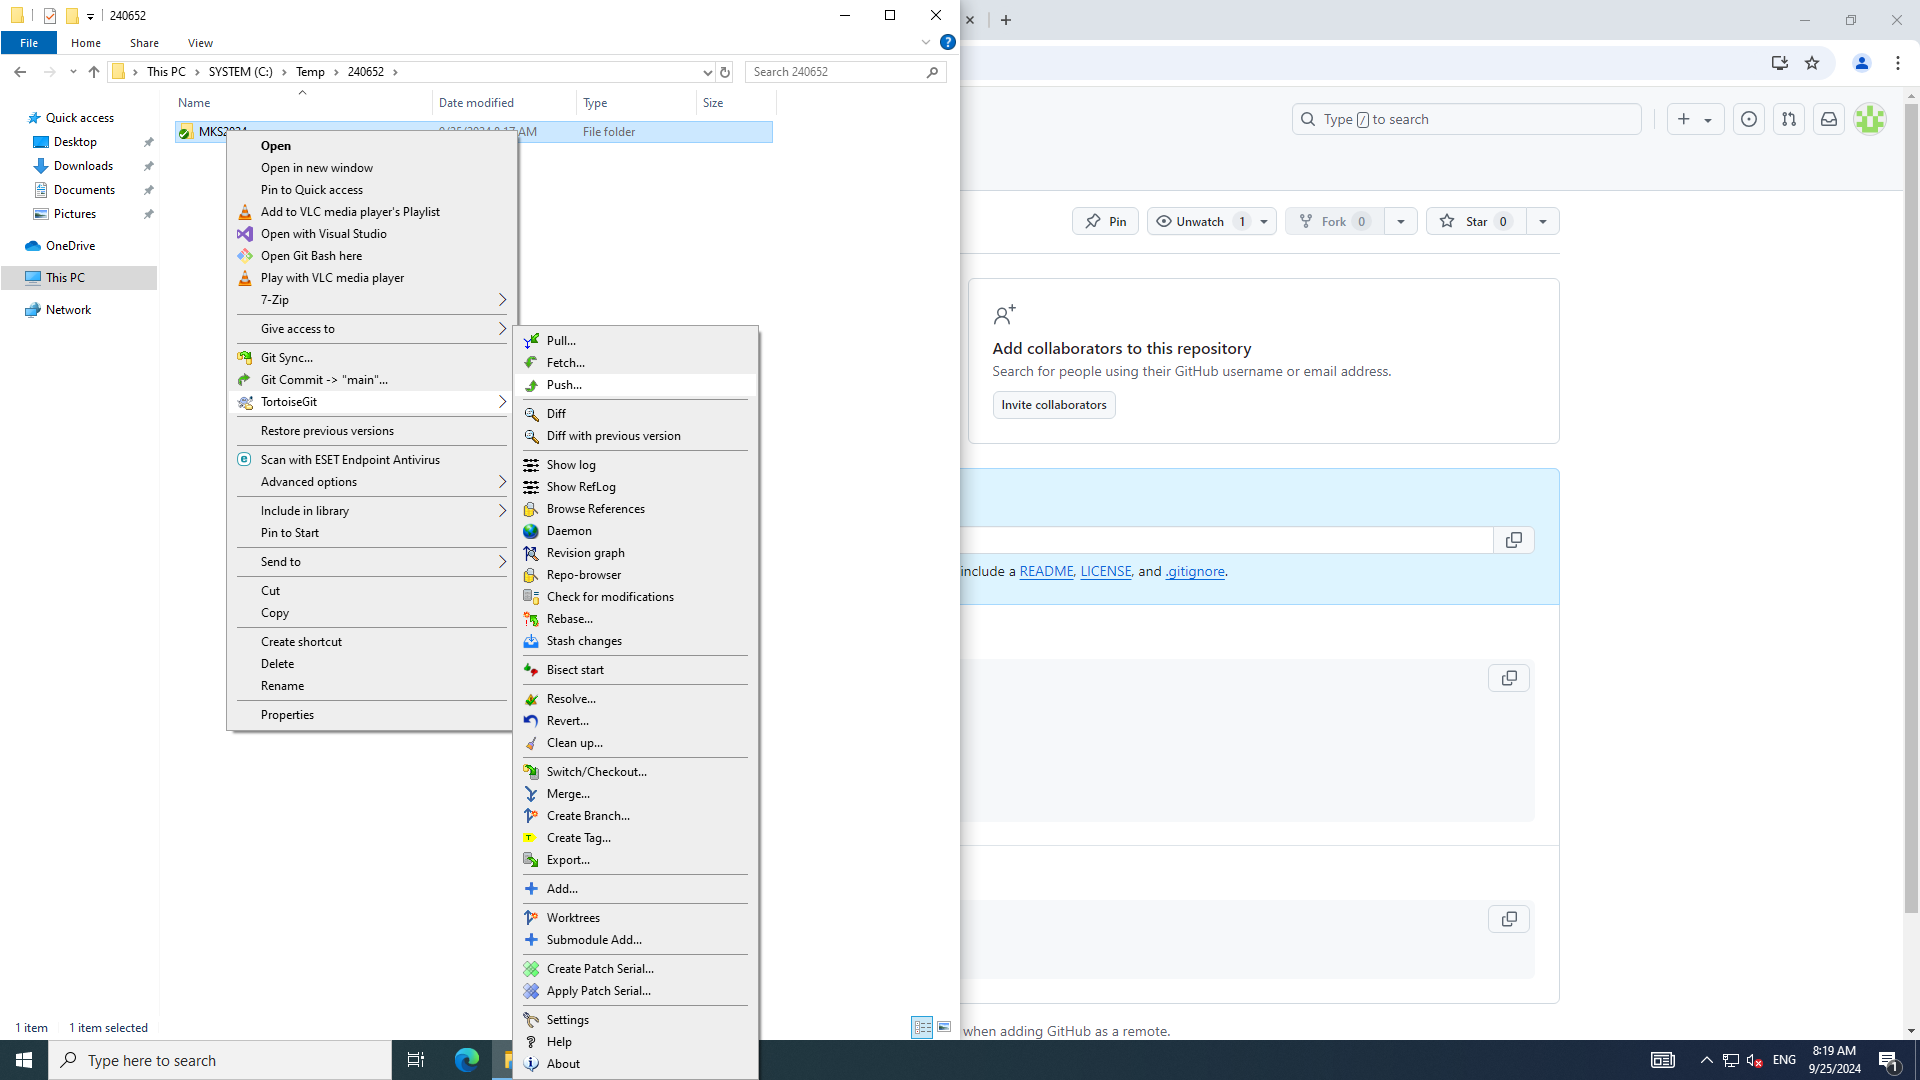 240652
File
Home
Share
View
This PC
SYSTEM (C:)
Temp
240652
Search 240652
Name
Date modified
Type
Size
Quick access
Desktop
Downloads
Documents
Pictures
OneDrive
This PC
Network
MKS2024
9/25/2024 8:17 AM
File folder
Open
Open in new window
Pin to Quick access
Add to VLC media player's Playlist
Open with Visual Studio
Open Git Bash here
Play with VLC media player
7-Zip
Give access to
Git Sync...
Git Commit -> "main"...
TortoiseGit
Restore previous versions
Scan with ESET Endpoint Antivirus
Advanced options
Include in library
Pin to Start
Send to
Cut
Copy
Create shortcut
Delete
Rename
Properties
Pull...
Fetch...
Push...
Diff
Diff with previous version
Show log
Show RefLog
Browse References
Daemon
Revision graph
Repo-browser
Check for modifications
Rebase...
Stash changes
Bisect start
Resolve...
Revert...
Clean up...
Switch/Checkout...
Merge...
Create Branch...
Create Tag...
Export...
Add...
Worktrees
Submodule Add...
Create Patch Serial...
Apply Patch Serial...
Settings
Help
About
1 item
1 item selected
Type / to search
Pin
Unwatch 1
Fork 0
Star 0
Add collaborators to this repository
Search for people using their GitHub username or email address.
Invite collaborators
include a README, LICENSE, and .gitignore.
when adding GitHub as a remote.
Type here to search
ENG
8:19 AM
9/25/2024
1